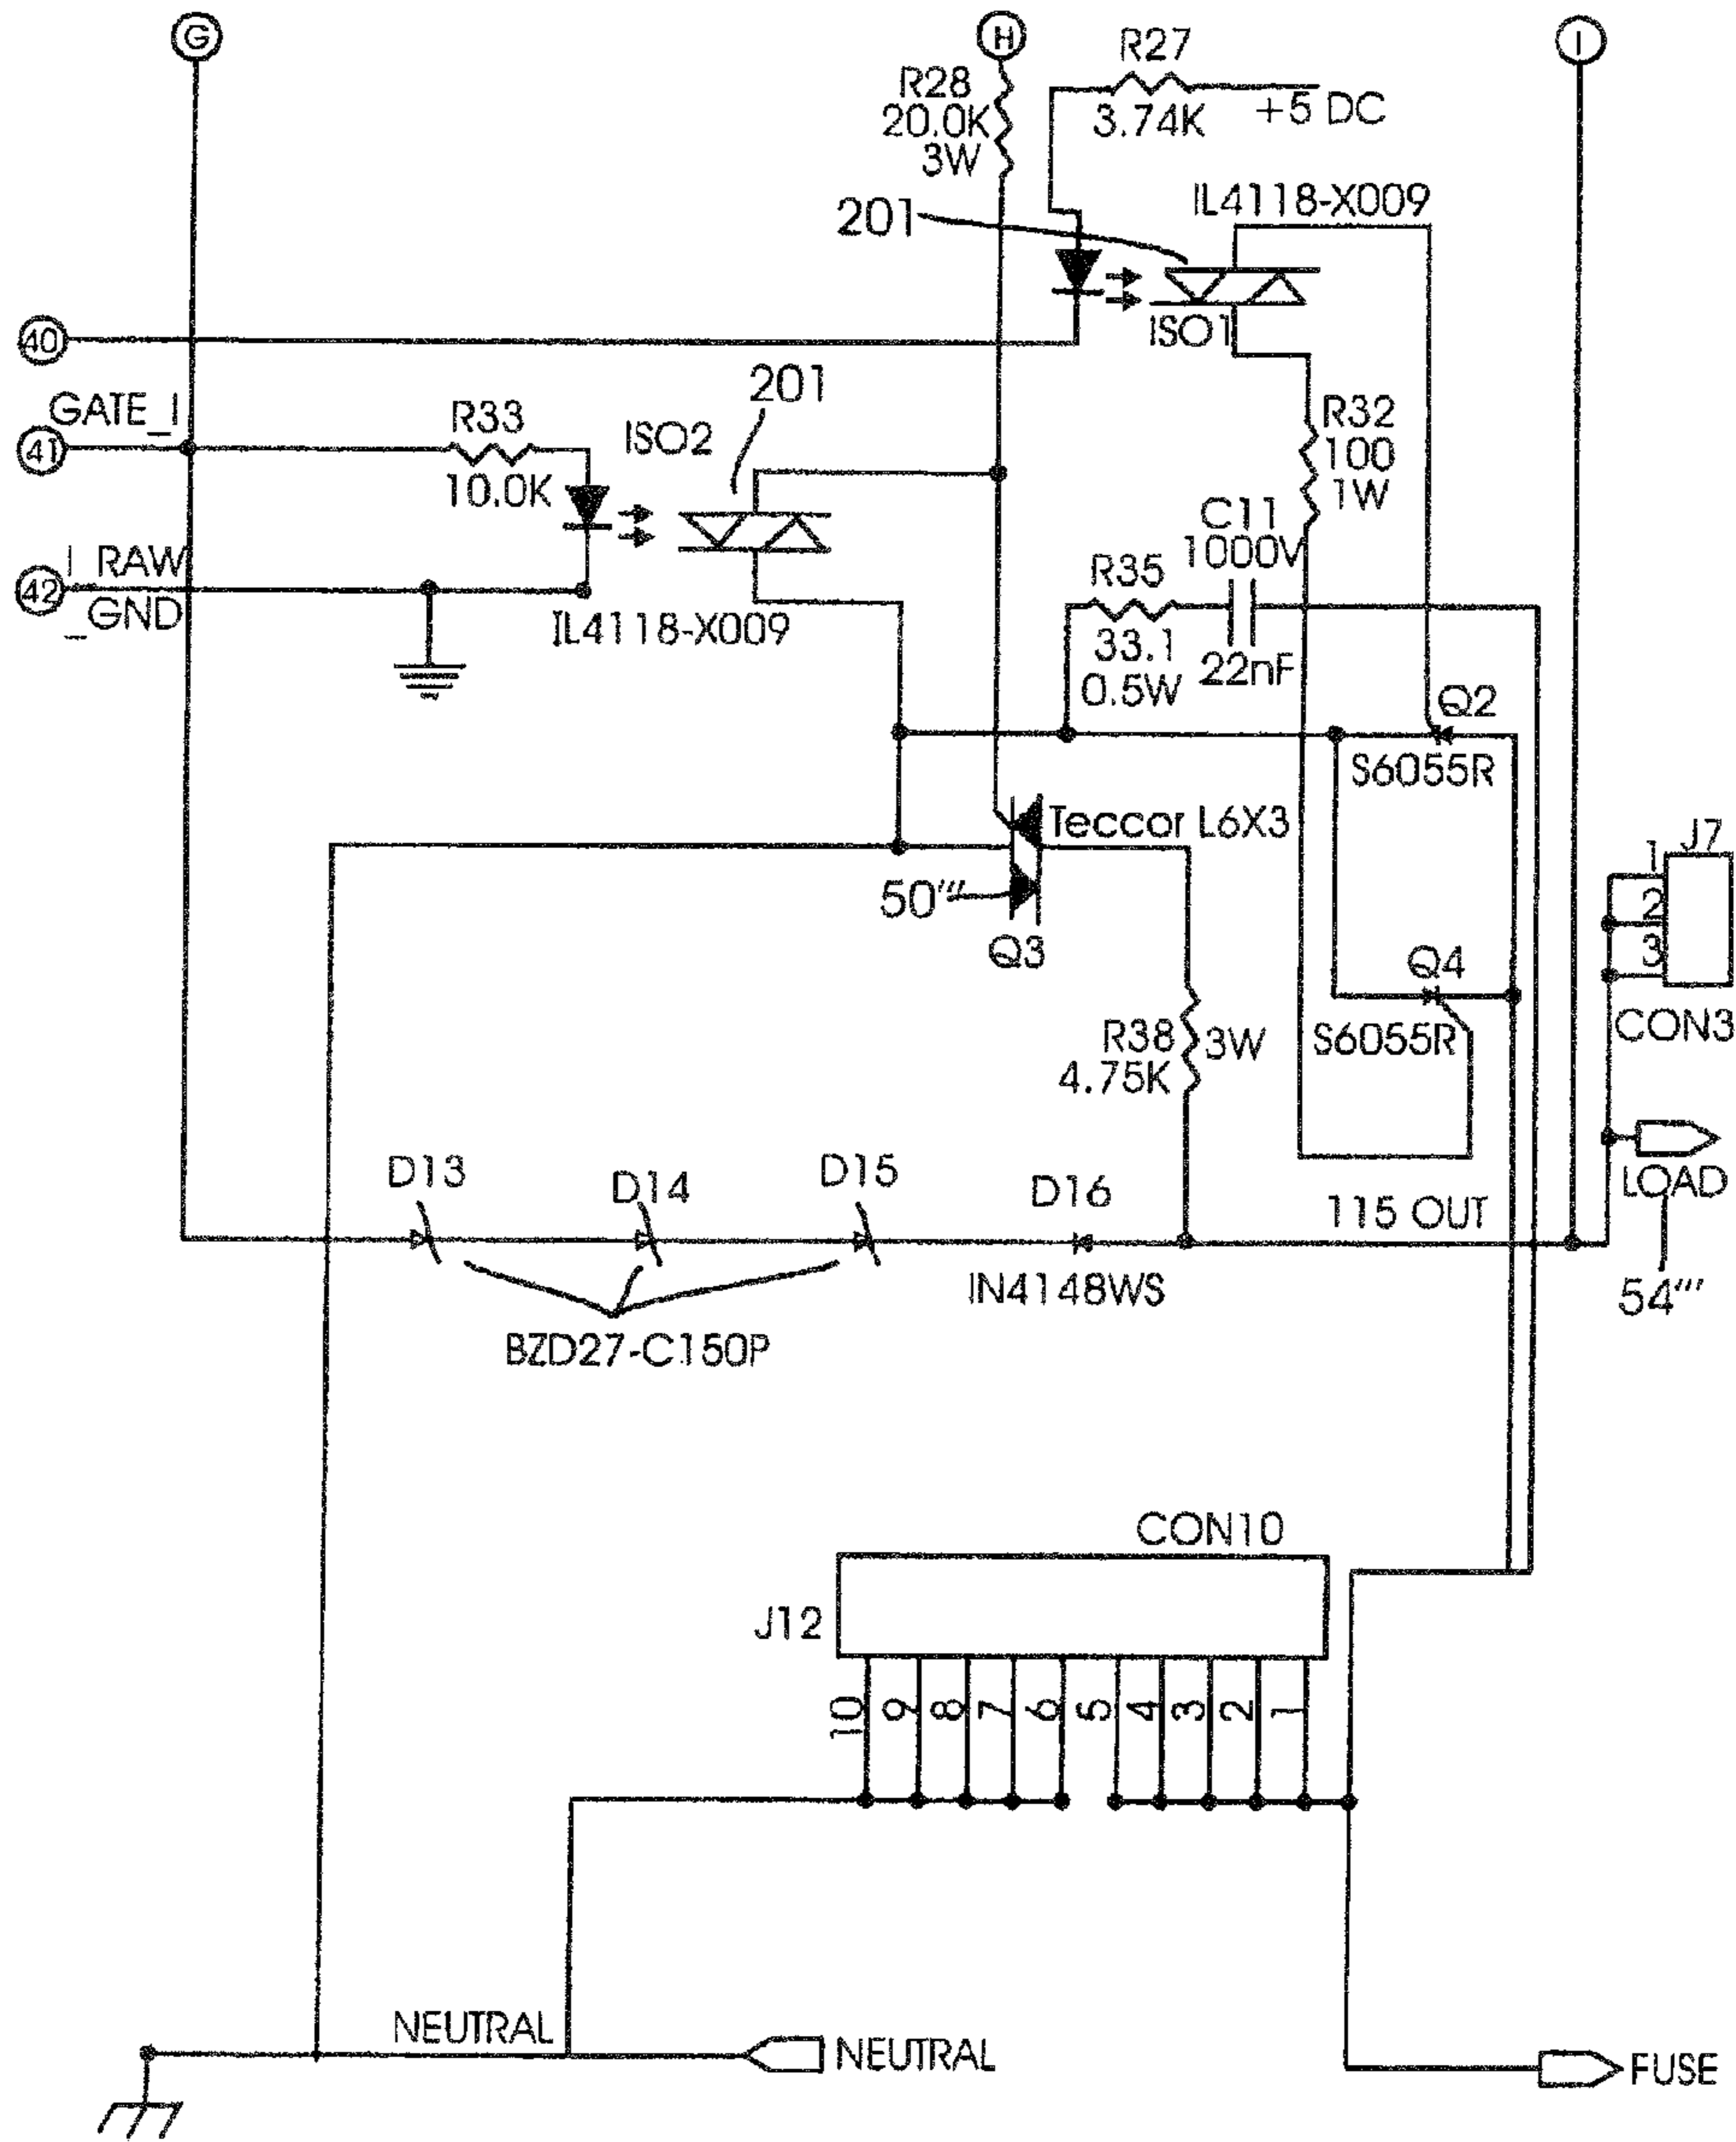 G
H
I
R27
3.74K
+5 DC
R28
20.0K
3W
IL4118-X009
201
ISO1
40
GATE_I
41
R33
10.0K
ISO2
201
R32
100
1W
C11
1000V
22nF
R35
33.1
0.5W
I_RAW
_GND
42
IL4118-X009
Q2
S6055R
Teccor L6X3
50''''
Q3
J7
1
2
3
CON3
Q4
S6055R
R38
4.75K
3W
D13
D14
D15
D16
115 OUT
LOAD
54''''
IN4148WS
BZD27-C150P
CON10
J12
10
9
8
7
6
5
4
3
2
1
NEUTRAL
NEUTRAL
FUSE